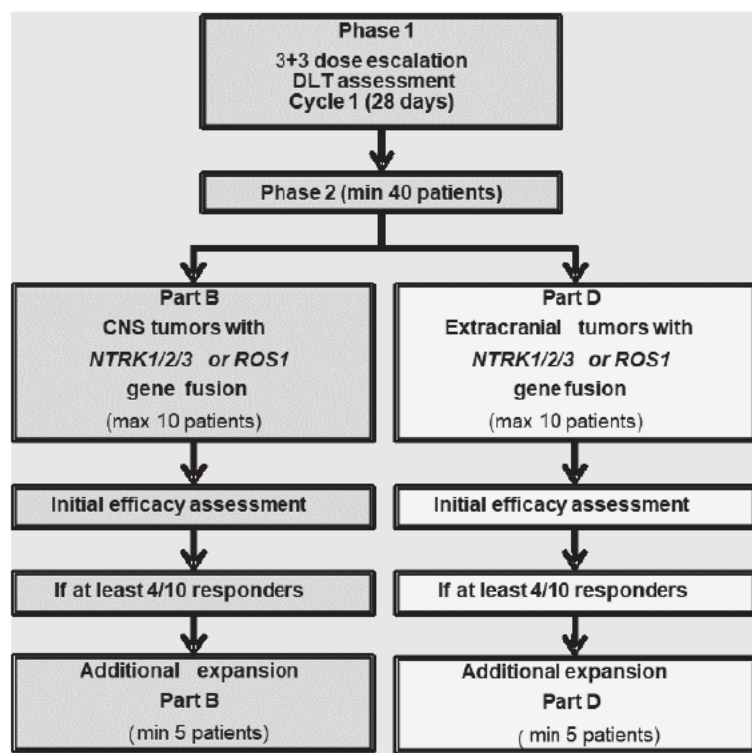 Phase 1
3+3 dose escalation
DLT assessment
Cycle 1 (28 days)
Phase 2 (min 40 patients)
Part B
CNS tumors with
NTRK1/2/3 or ROS1
gene fusion
(max 10 patients)
Part D
Extracranial tumors with
NTRK1/2/3 or ROS1
gene fusion
(max 10 patients)
Initial efficacy assessment
Initial efficacy assessment
If at least 4/10 responders
If at least 4/10 responders
Additional expansion
Part B
(min 5 patients)
Additional expansion
Part D
( min 5 patients)